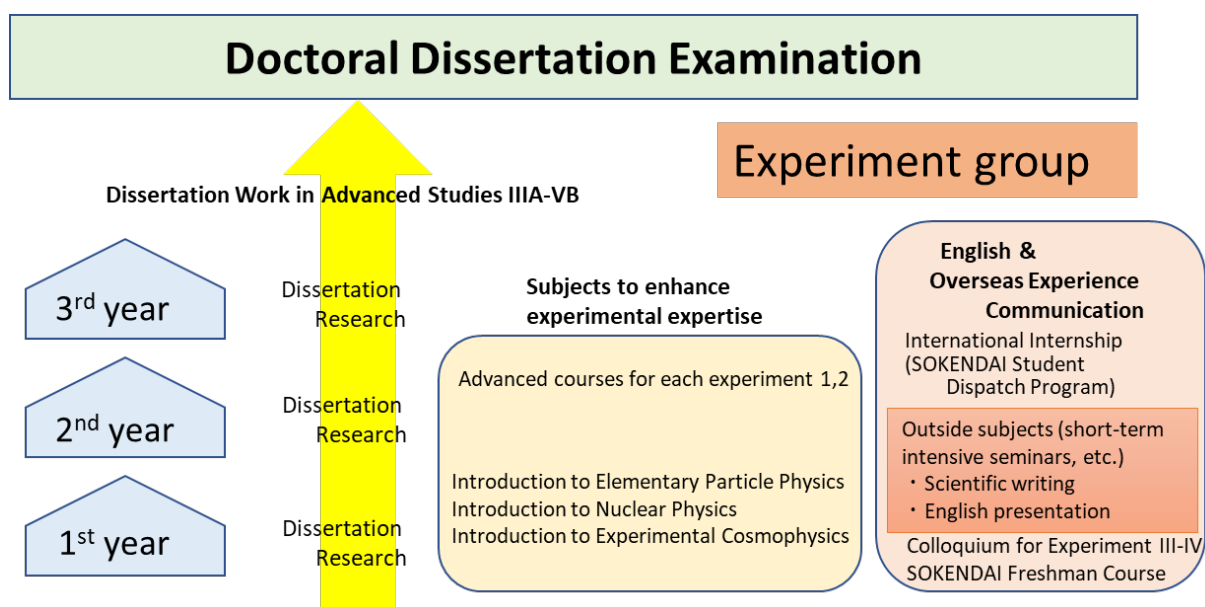 Doctoral Dissertation Examination
Experiment group
Dissertation Work in Advanced Studies IIIA-VB
3rd year
Dissertation
Research
2nd year
Dissertation
Research
1st year
Dissertation
Research
Subjects to enhance
experimental expertise
Advanced courses for each experiment 1,2
Introduction to Elementary Particle Physics
Introduction to Nuclear Physics
Introduction to Experimental Cosmophysics
English &
Overseas Experience
Communication
International Internship
(SOKENDAI Student
Dispatch Program)
Outside subjects (short-term
intensive seminars, etc.)
・Scientific writing
・English presentation
Colloquium for Experiment III-IV
SOKENDAI Freshman Course